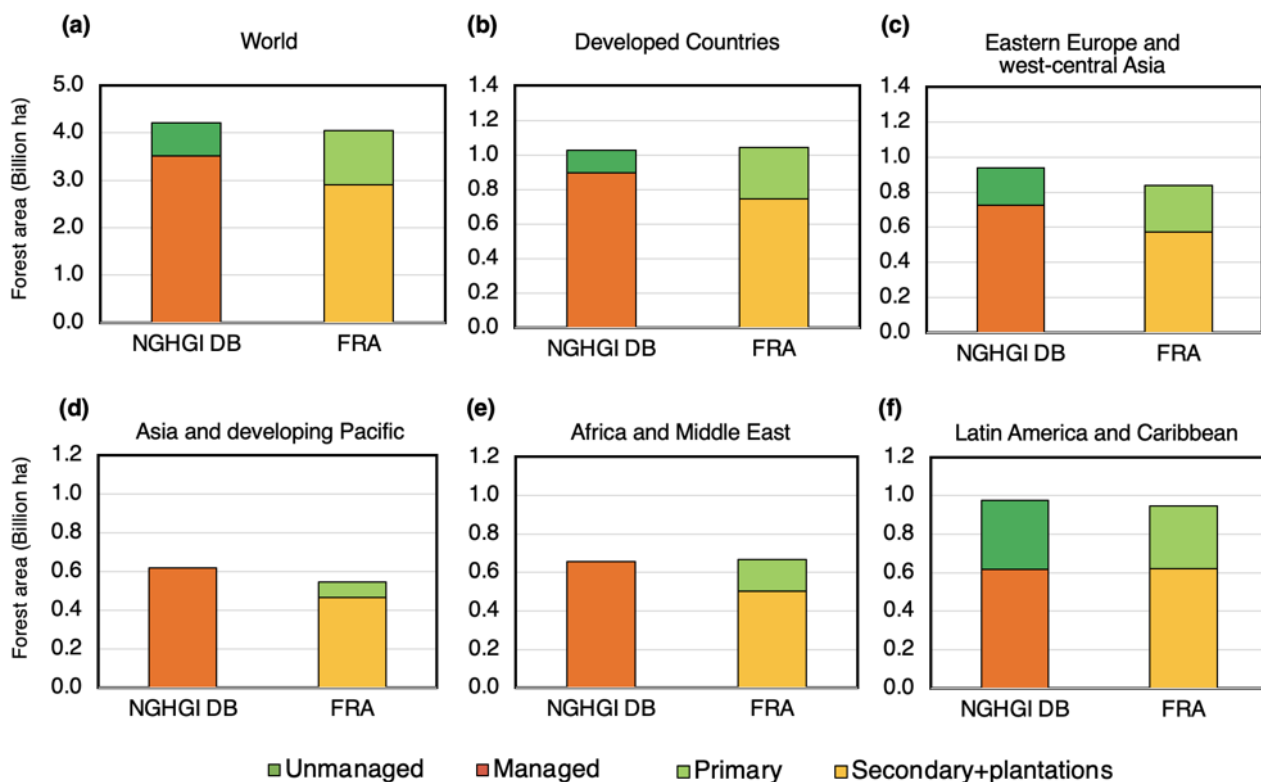 (a)
World
Forest area (Billion ha)
5.0
4.0
3.0
2.0
1.0
0.0
NGHGI DB FRA
(b)
Developed Countries
1.4
1.2
1.0
0.8
0.6
0.4
0.2
0.0
NGHGI DB FRA
(c)
Eastern Europe and
west-central Asia
1.4
1.2
1.0
0.8
0.6
0.4
0.2
0.0
NGHGI DB FRA
(d)
Asia and developing Pacific
Forest area (Billion ha)
1.2
1.0
0.8
0.6
0.4
0.2
0.0
NGHGI DB FRA
(e)
Africa and Middle East
1.2
1.0
0.8
0.6
0.4
0.2
0.0
NGHGI DB FRA
(f)
Latin America and Caribbean
1.2
1.0
0.8
0.6
0.4
0.2
0.0
NGHGI DB FRA
Unmanaged Managed Primary Secondary+plantations